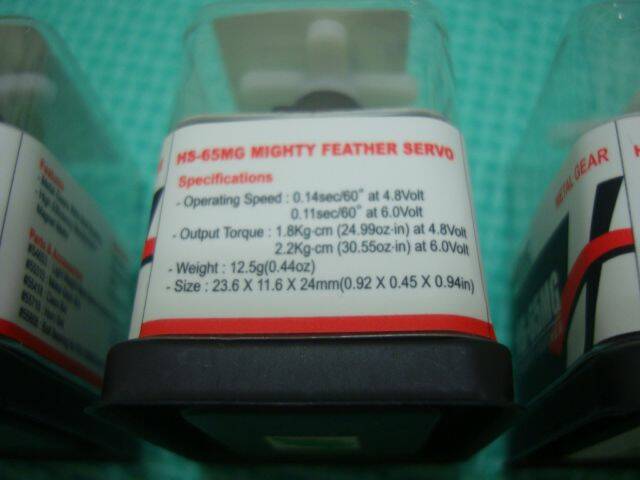 HS-65MG MIGHTY FEATHER SERVO
Specifications
- Operating Speed : 0.14sec/60° at 4.8Volt
0.11sec/60° at 6.0Volt
- Output Torque : 1.8Kg·cm (24.99oz·in) at 4.8Volt
2.2Kg·cm (30.55oz·in) at 6.0Volt
- Weight : 12.5g(0.44oz)
- Size : 23.6 X 11.6 X 24mm(0.92 X 0.45 X 0.94in)
Features
Parts & Accessories
METAL GEAR